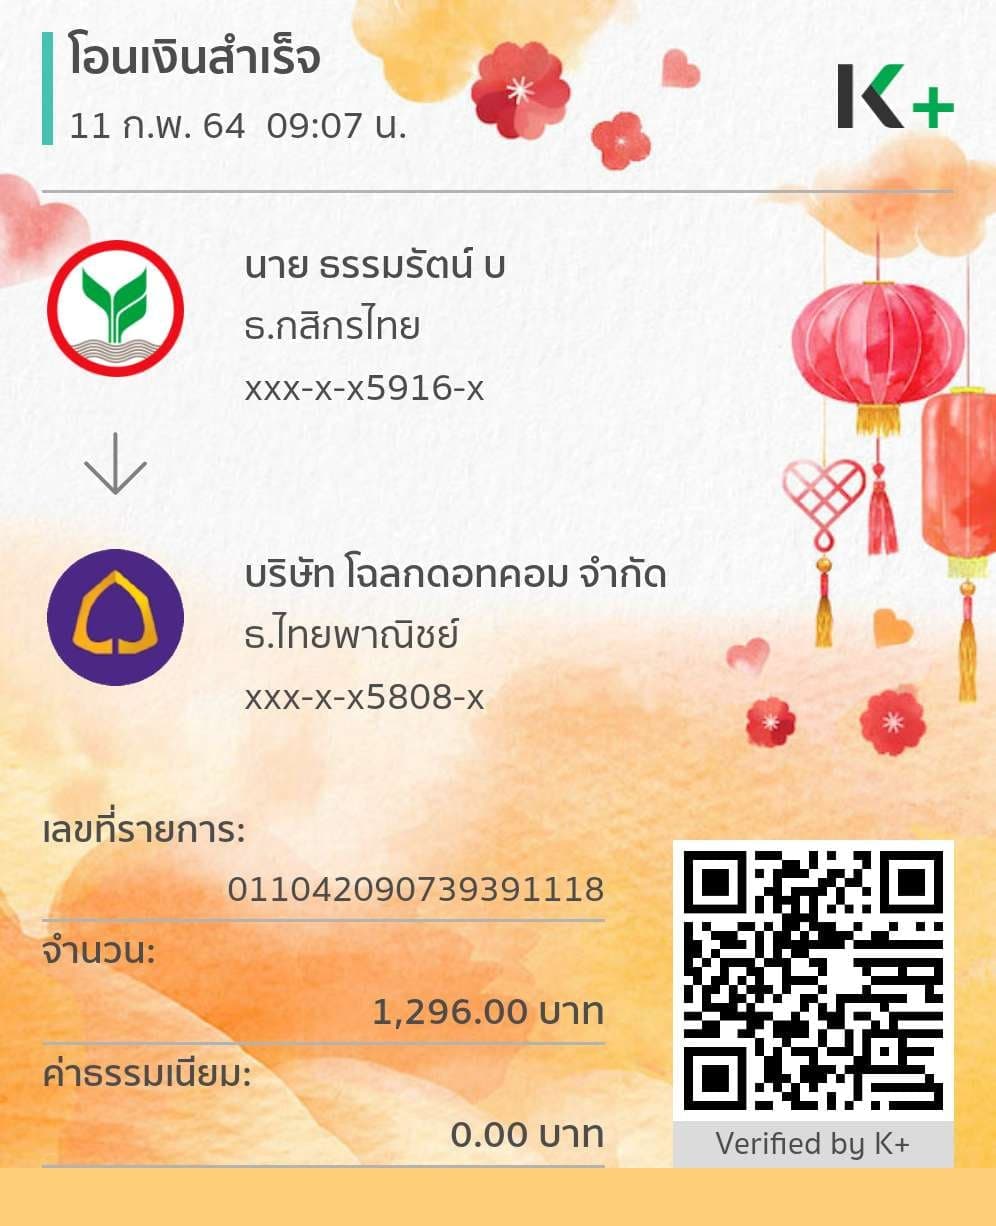 โอนเงินสำเร็จ
11 ก.พ. 64 09:07 น.
K+
นาย ธรรมรัตน์ บ
ธ.กสิกรไทย
xxx-x-x5916-x
บริษัท โฉลกดอทคอม จำกัด
ธ.ไทยพาณิชย์
xxx-x-x5808-x
เลขที่รายการ:
011042090739391118
จำนวน:
1,296.00 บาท
ค่าธรรมเนียม:
0.00 บาท
Verified by K+